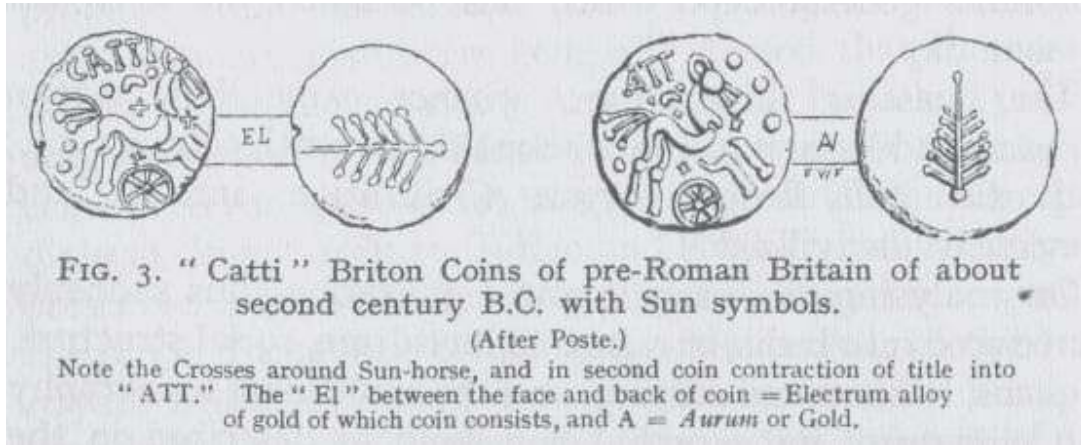 CATTI
EL
ATT
FIG. 3. "Catti" Briton Coins of pre-Roman Britain of about
second century B.C. with Sun symbols.
(After Poste.)
Note the Crosses around Sun-horse, and in second coin contraction of title into
"ATT." The "El" between the face and back of coin = Electrum alloy
of gold of which coin consists, and A = Aurum or Gold.